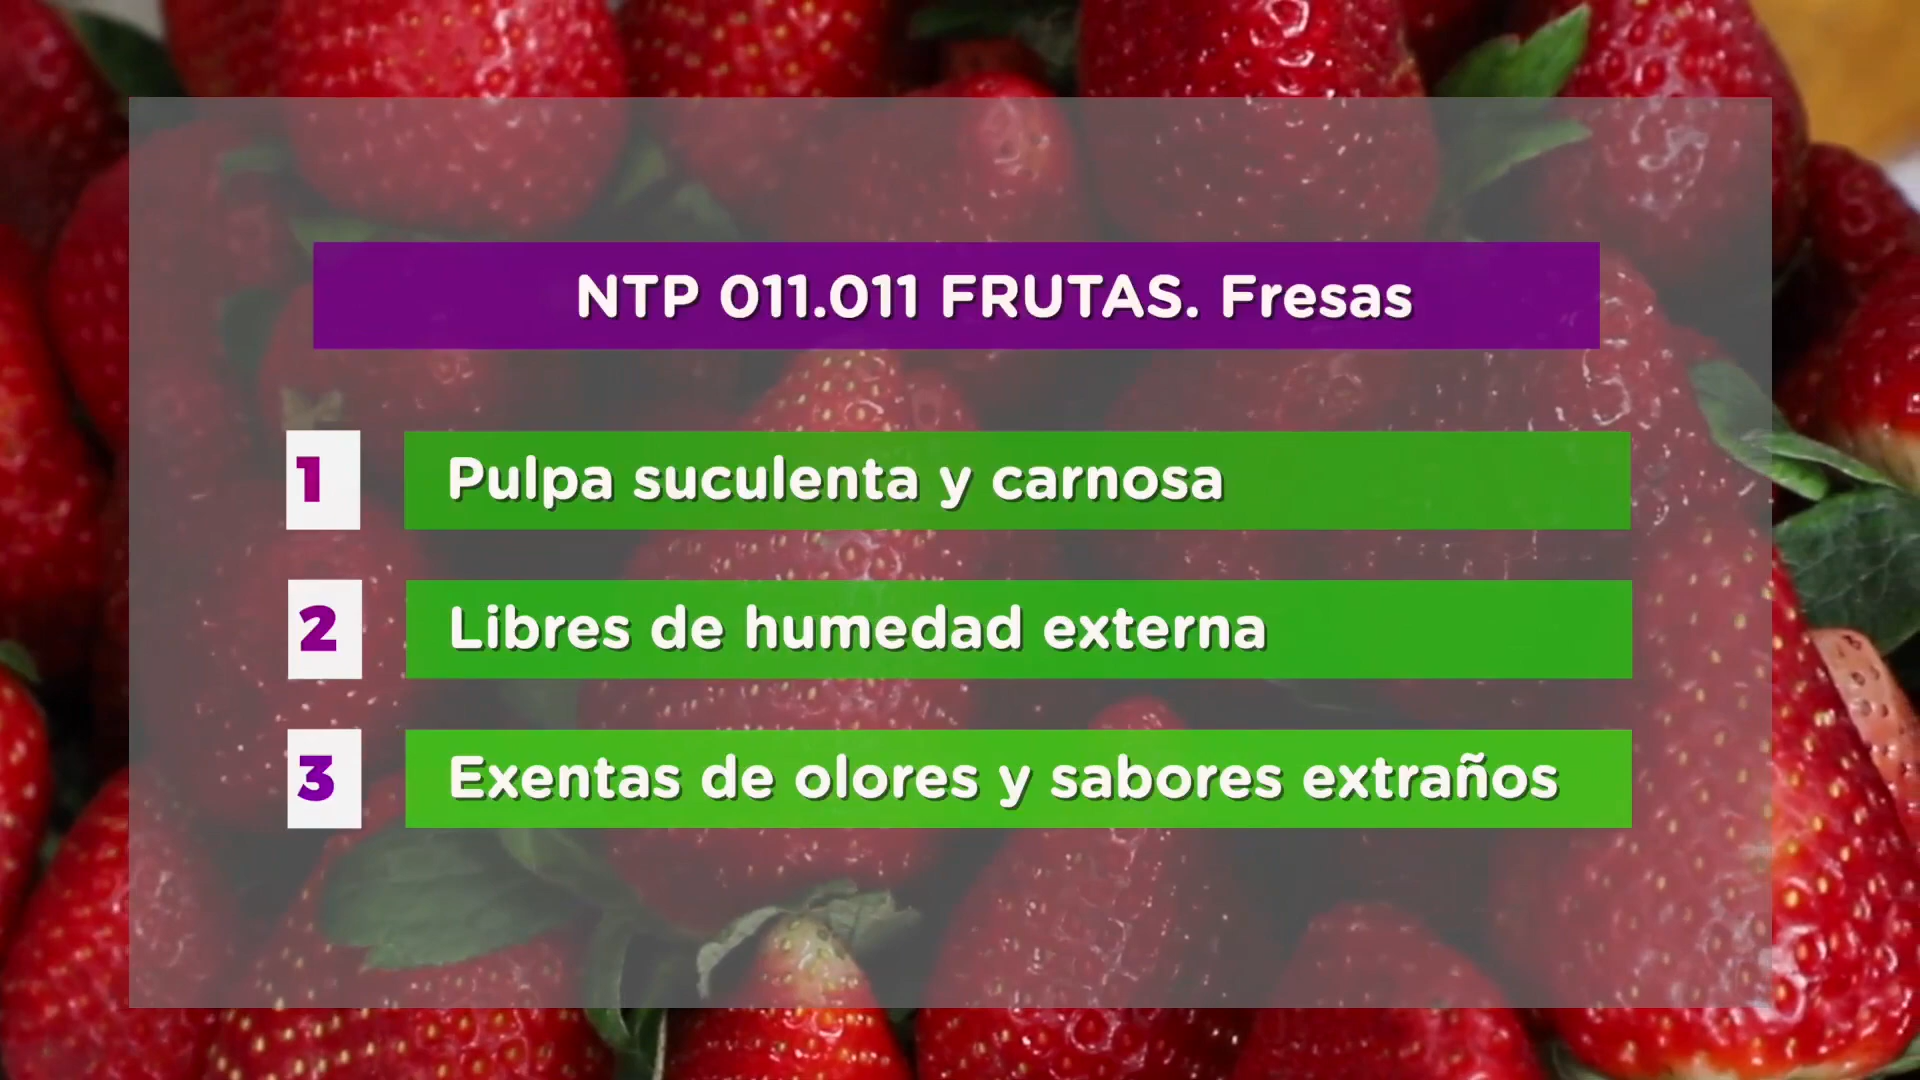 NTP 011.011 FRUTAS. Fresas
1 Pulpa suculenta y carnosa
2 Libres de humedad externa
3 Exentas de olores y sabores extraños